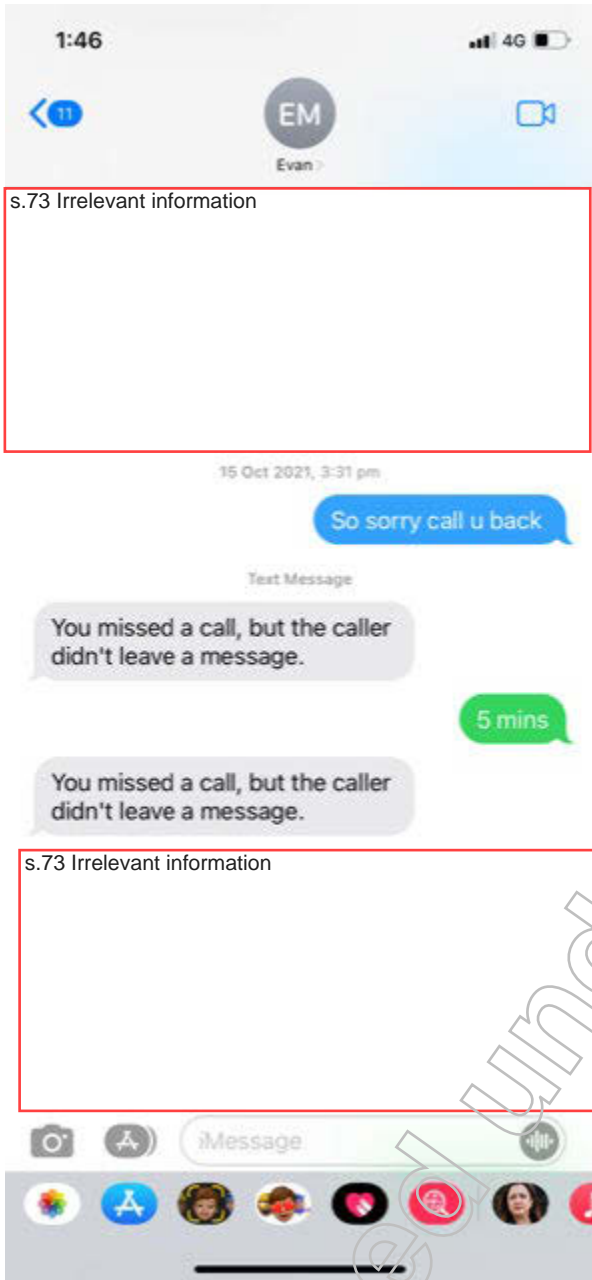 1:46
4G
11
EM
Evan
s.73 Irrelevant information
15 Oct 2021, 3:31 pm
So sorry call u back
Text Message
You missed a call, but the caller
didn't leave a message.
5 mins
You missed a call, but the caller
didn't leave a message.
s.73 Irrelevant information
iMessage
ed und